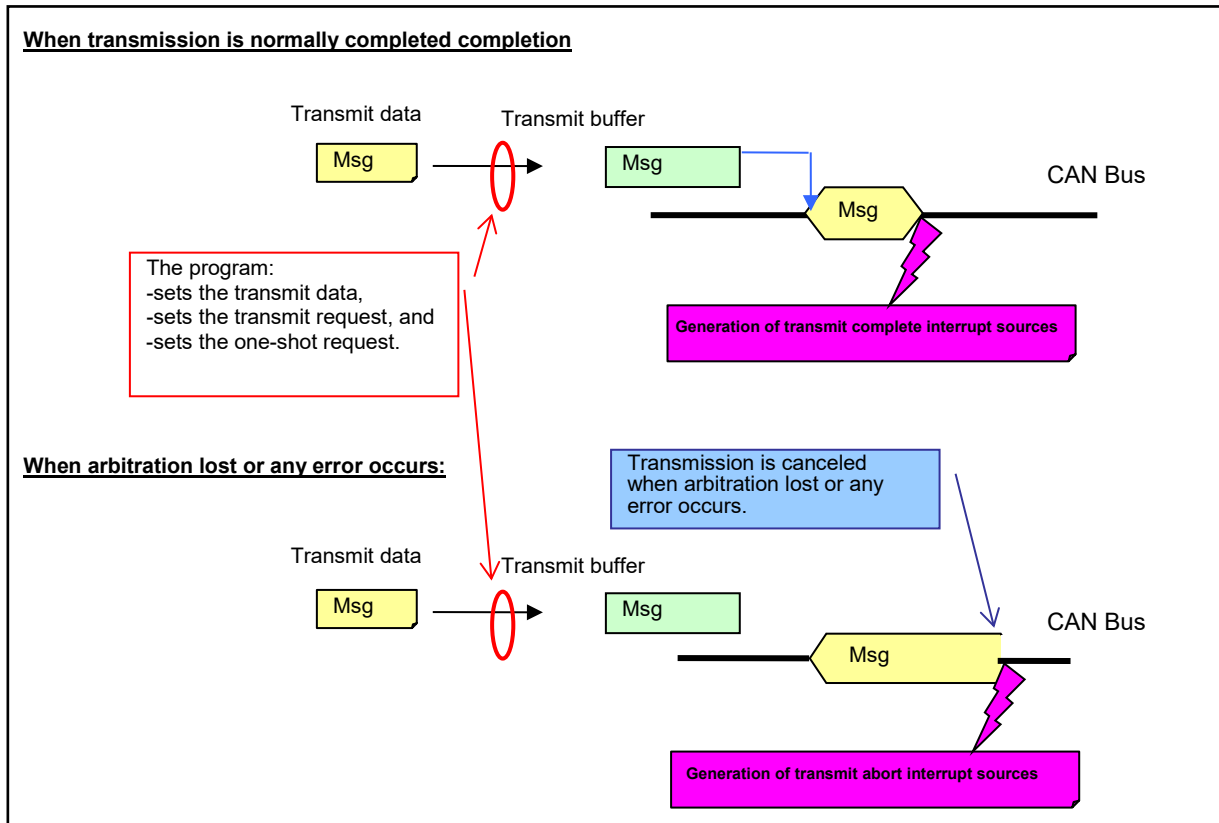 When transmission is normally completed completion
Transmit data
Transmit buffer
Msg
Msg
CAN Bus
Msg
The program:
-sets the transmit data,
-sets the transmit request, and
-sets the one-shot request.
Generation of transmit complete interrupt sources
When arbitration lost or any error occurs:
Transmission is canceled
when arbitration lost or any
error occurs.
Transmit data
Transmit buffer
Msg
Msg
CAN Bus
Msg
Generation of transmit abort interrupt sources